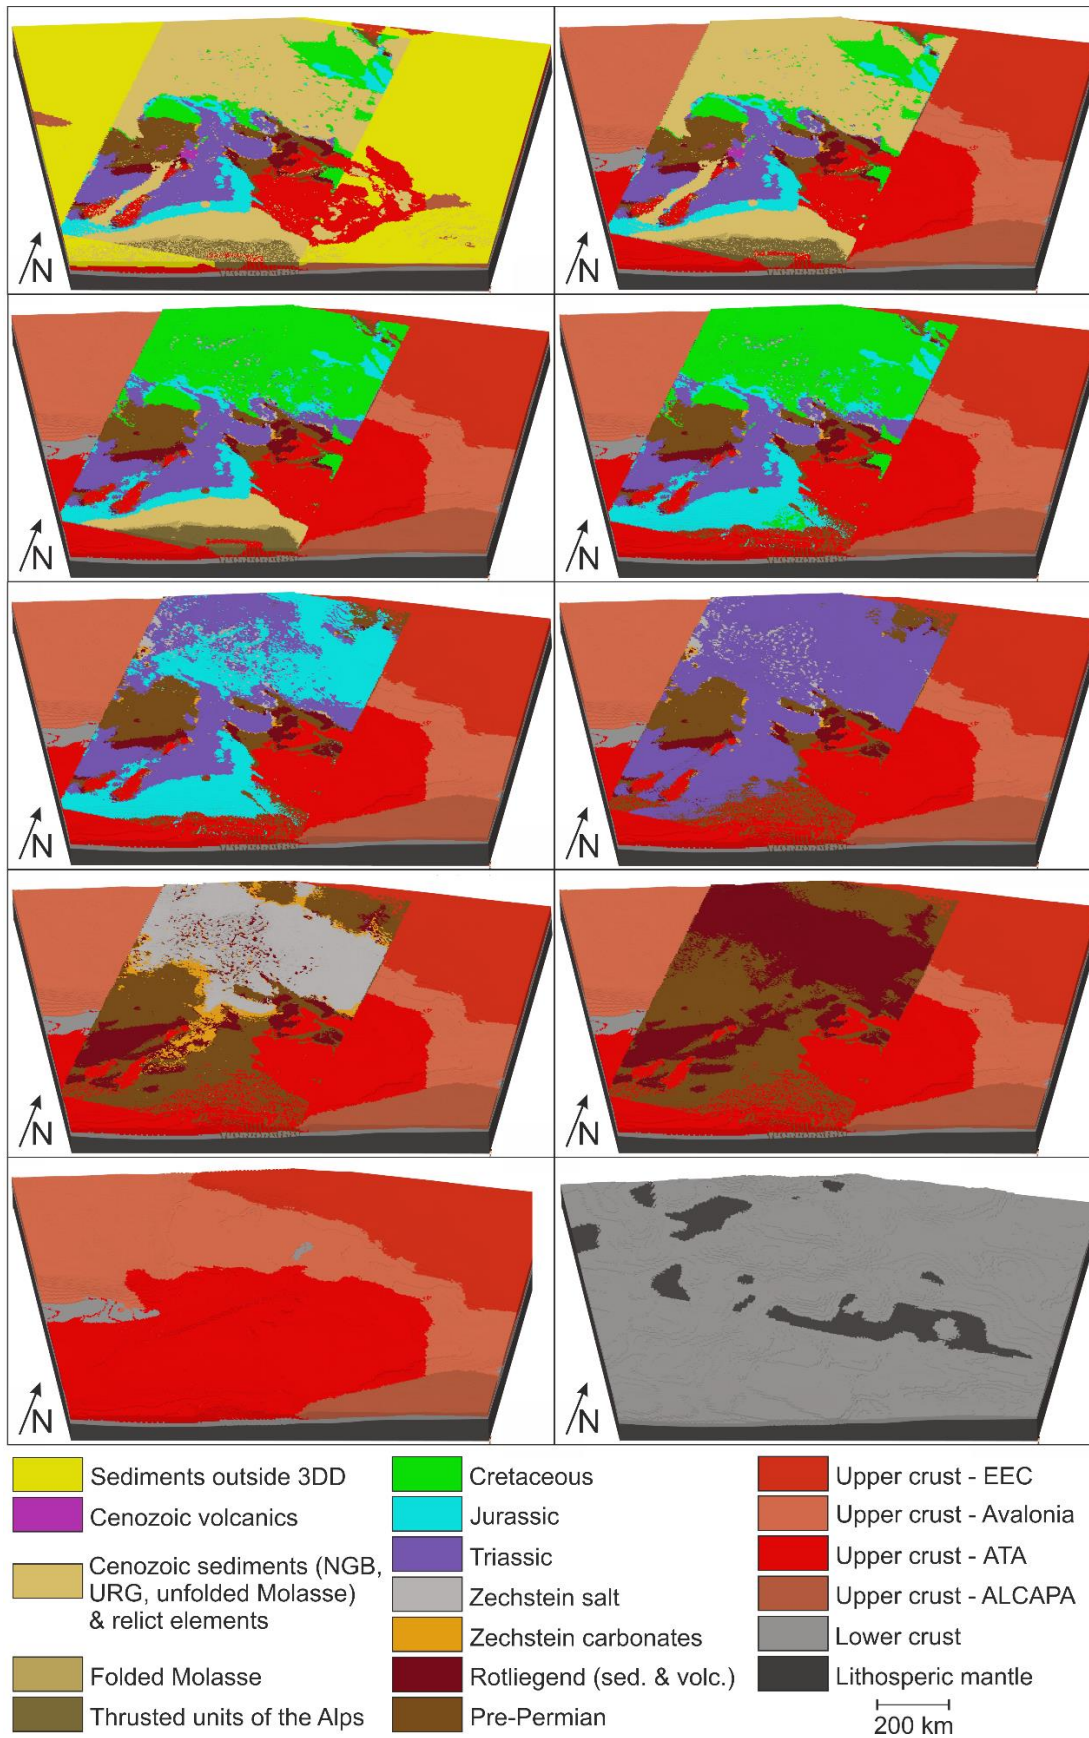 N
N
N
N
N
N
N
N
N
N
Sediments outside 3DD
Cenozoic volcanics
Cenozoic sediments (NGB,
URG, unfolded Molasse)
& relict elements
Folded Molasse
Thrusted units of the Alps
Cretaceous
Jurassic
Triassic
Zechstein salt
Zechstein carbonates
Rotliegend (sed. & volc.)
Pre-Permian
Upper crust - EEC
Upper crust - Avalonia
Upper crust - ATA
Upper crust - ALCAPA
Lower crust
Lithosperic mantle
200 km